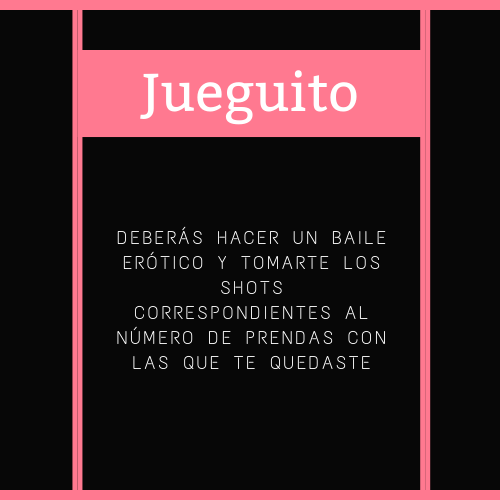 Jueguito
DEBERÁS HACER UN BAILE
ERÓTICO Y TOMARTE LOS
SHOTS
CORRESPONDIENTES AL
NÚMERO DE PRENDAS CON
LAS QUE TE QUEDASTE